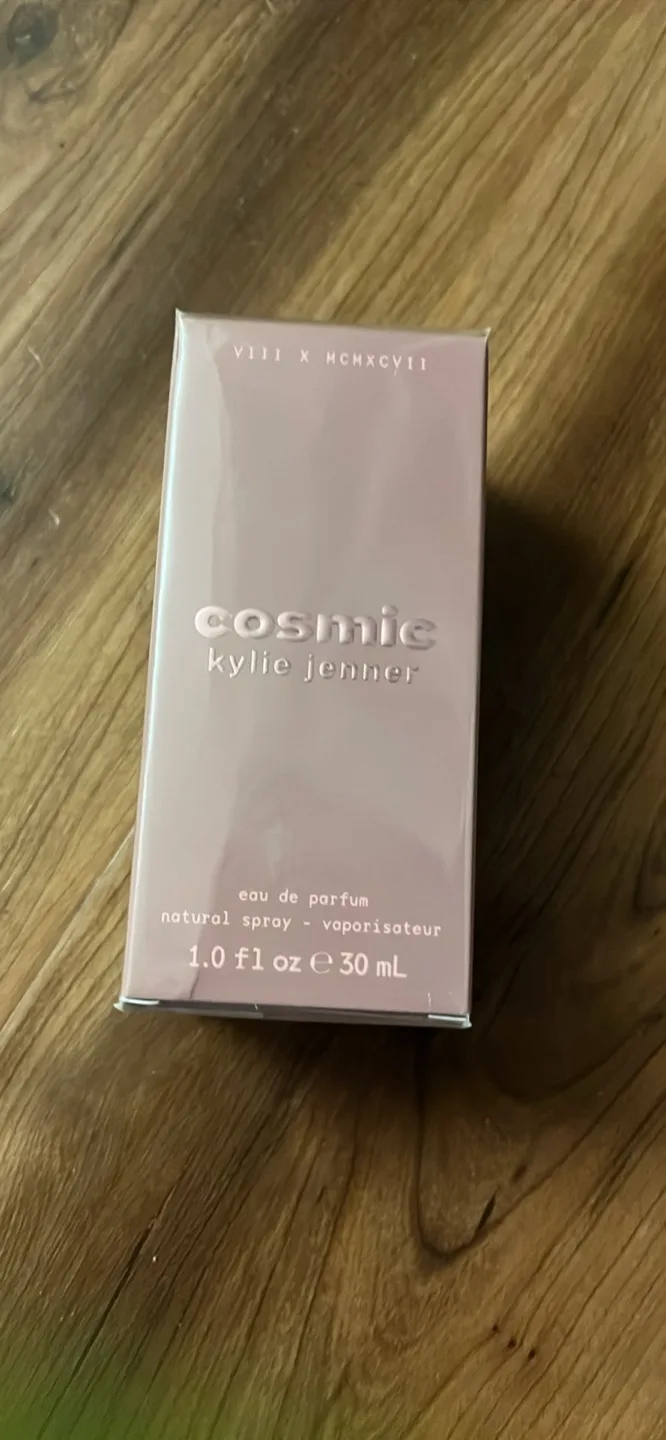 VIII X MCMXCVII
cosmic
kylie jenner
eau de parfum
natural spray - vaporisateur
1.0 fl oz ℮ 30 mL